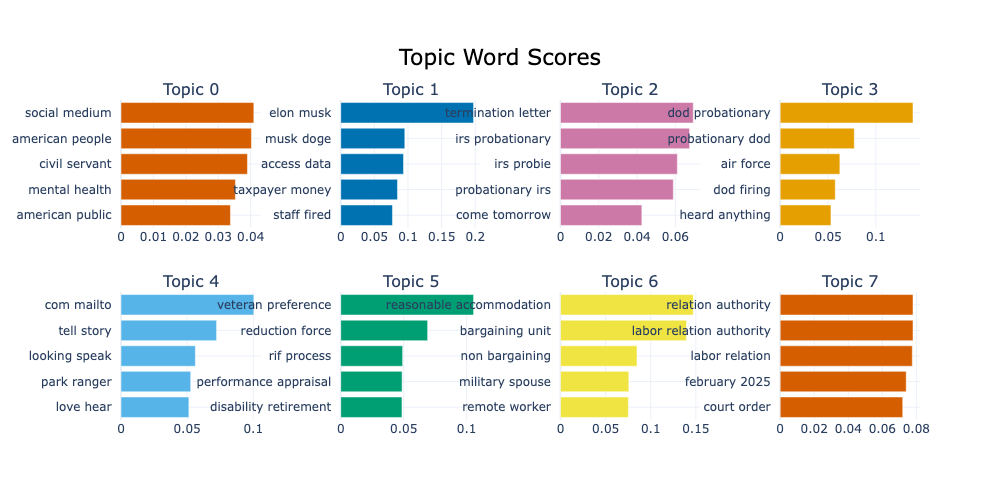 Topic Word Scores
Topic 0
social medium
american people
civil servant
mental health
american public
0 0.01 0.02 0.03 0.04
Topic 1
elon musk
musk doge
access data
taxpayer money
staff fired
0 0.05 0.1 0.15 0.2
Topic 2
termination letter
irs probationary
irs probie
probationary irs
come tomorrow
0 0.02 0.04 0.06
Topic 3
dod probationary
probationary dod
air force
dod firing
heard anything
0 0.05 0.1
Topic 4
com mailto
tell story
looking speak
park ranger
love hear
0 0.05 0.1
Topic 5
veteran preference
reduction force
rif process
performance appraisal
disability retirement
0 0.05 0.1
Topic 6
reasonable accommodation
bargaining unit
non bargaining
military spouse
remote worker
0 0.05 0.1 0.15
Topic 7
relation authority
labor relation authority
labor relation
february 2025
court order
0 0.02 0.04 0.06 0.08